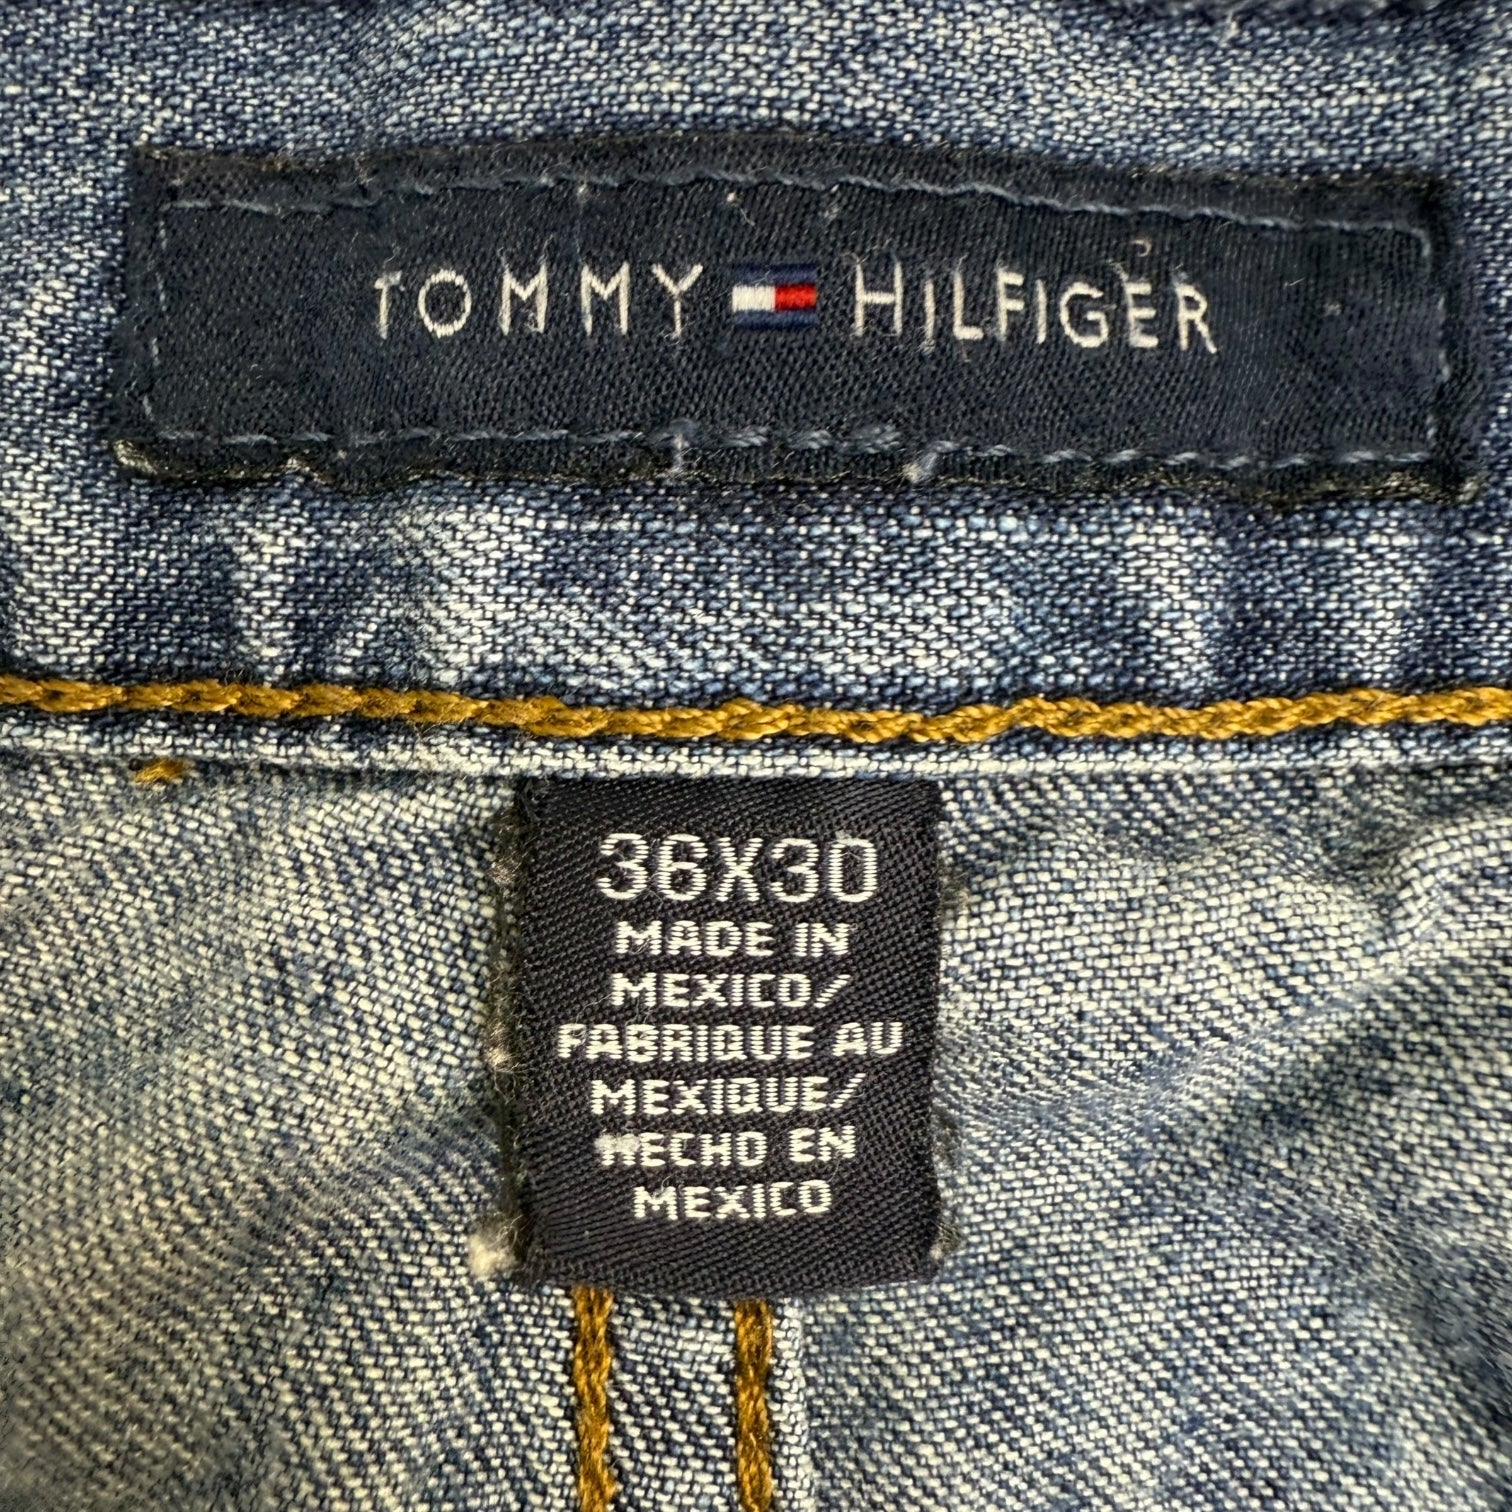 TOMMY HILFIGER
36X30
MADE IN
MEXICO/
FABRIQUE AU
MEXIQUE/
HECHO EN
MEXICO